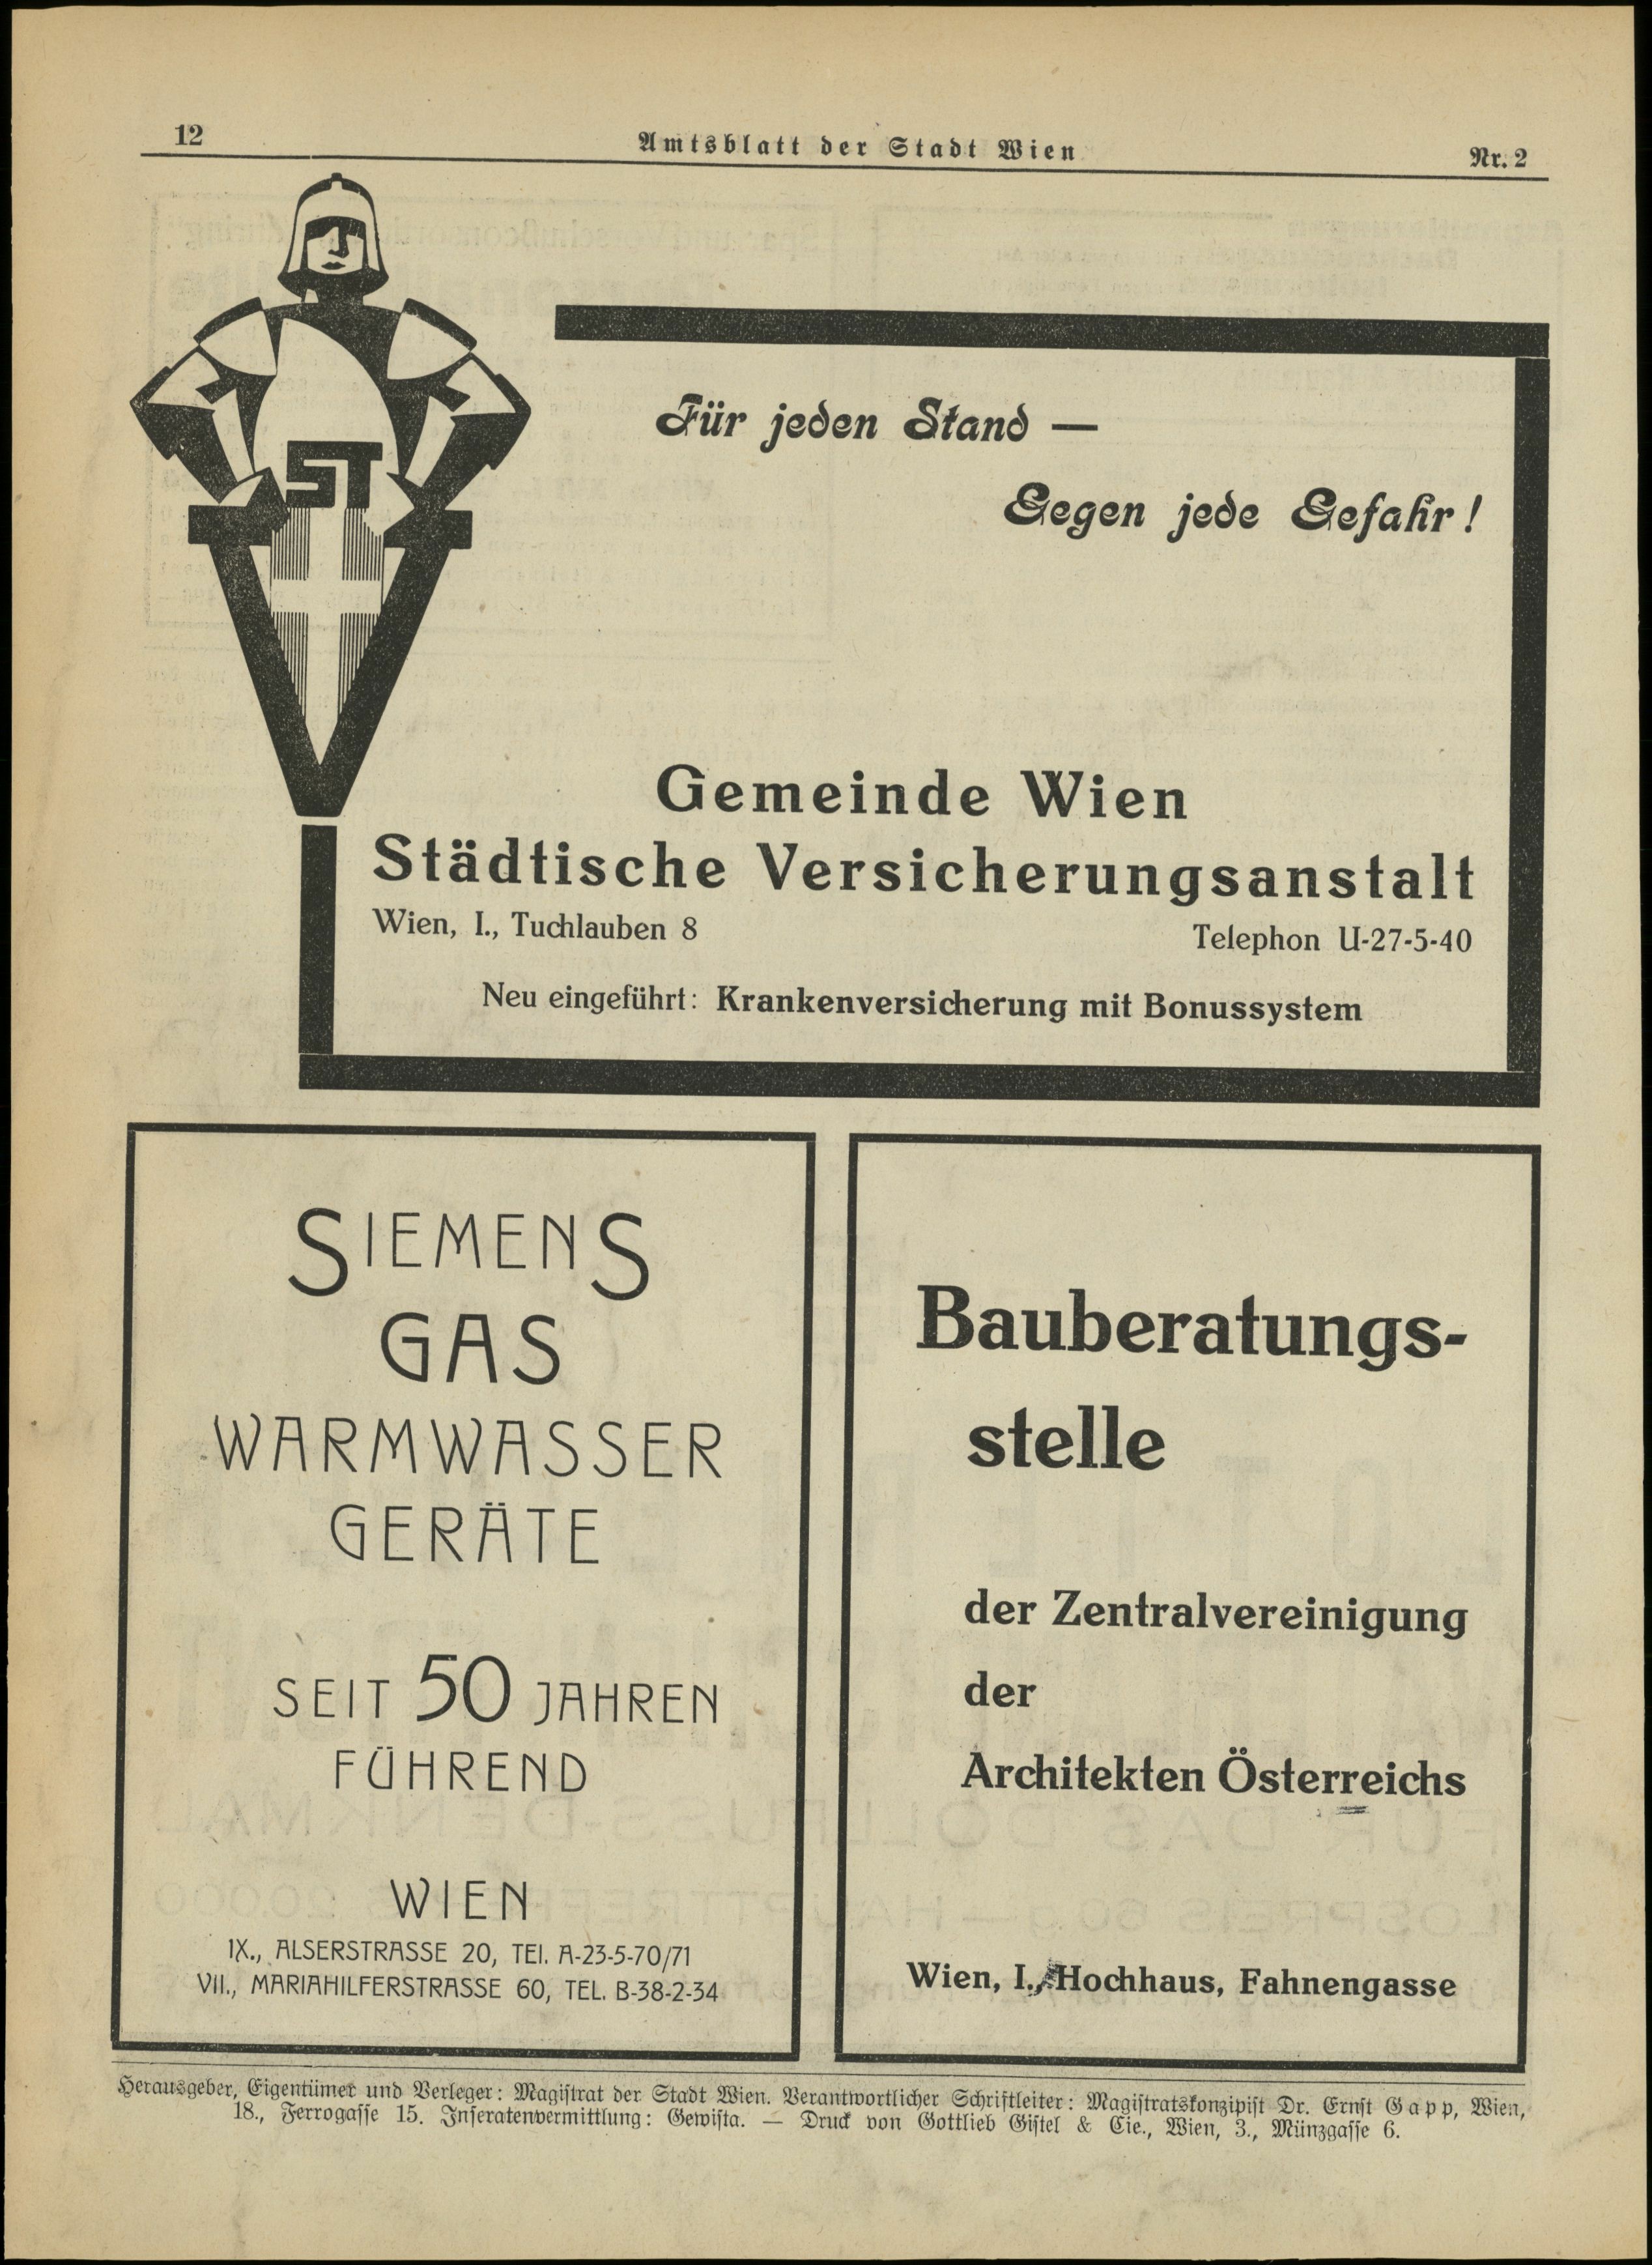 12
Amtsblatt der Stadt Wien
Nr. 2
ST
Für jeden Stand —
Gegen jede Gefahr!
Gemeinde Wien
Städtische Versicherungsanstalt
Wien, I., Tuchlauben 8
Telephon U-27-5-40
Neu eingeführt: Krankenversicherung mit Bonussystem
SIEMENS
GAS
WARMWASSER
GERÄTE
SEIT 50 JAHREN
FÜHREND
WIEN
IX., ALSERSTRASSE 20, TEl. A-23-5-70/71
VII., MARIAHILFERSTRASSE 60, TEL. B-38-2-34
Bauberatungs-
stelle
der Zentralvereinigung
der
Architekten Österreichs
Wien, I., Hochhaus, Fahnengasse
Herausgeber, Eigentümer und Verleger: Magistrat der Stadt Wien. Verantwortlicher Schriftleiter: Magistratskonzipist Dr. Ernst Gapp, Wien,
18., Ferrogasse 15. Inseratenvermittlung: Gewista. — Druck von Gottlieb Gistel & Cie., Wien, 3., Münzgasse 6.